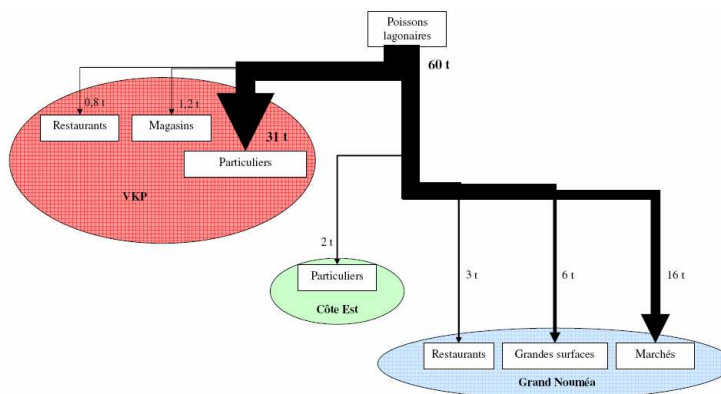 Poissons
lagonaires
60 t
0,8 t
1,2 t
Restaurants
Magasins
31 t
Particuliers
VKP
2 t
3 t
6 t
16 t
Particuliers
Côte Est
Restaurants
Grandes surfaces
Marchés
Grand Nouméa